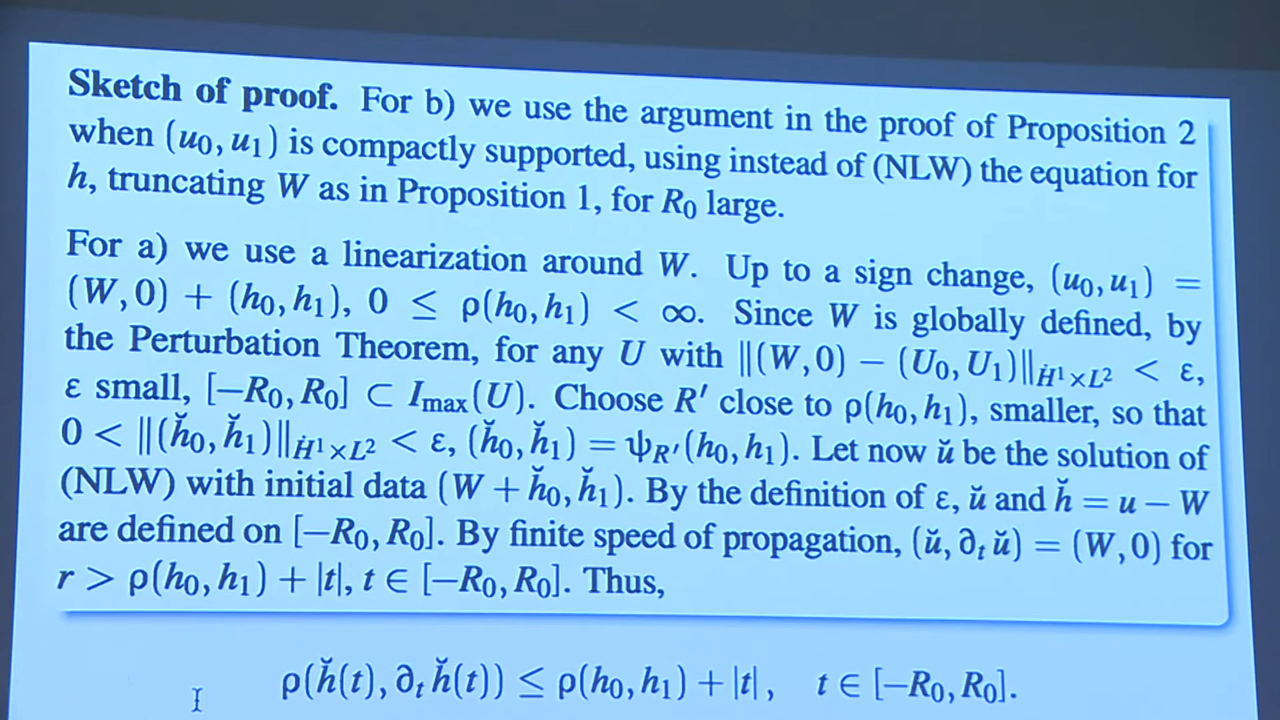 Sketch of proof. For b) we use the argument in the proof of Proposition 2
when (u₀, u₁) is compactly supported, using instead of (NLW) the equation for
h, truncating W as in Proposition 1, for R₀ large.
For a) we use a linearization around W. Up to a sign change, (u₀, u₁) =
(W, 0) + (h₀, h₁), 0 ≤ ρ(h₀, h₁) < ∞. Since W is globally defined, by
the Perturbation Theorem, for any U with ‖(W, 0) − (U₀, U₁)‖_{Ḣ¹×L²} < ε,
ε small, [−R₀, R₀] ⊂ I_max(U). Choose R′ close to ρ(h₀, h₁), smaller, so that
0 < ‖(ȟ₀, ȟ₁)‖_{Ḣ¹×L²} < ε, (ȟ₀, ȟ₁) = ψ_{R′}(h₀, h₁). Let now ǔ be the solution of
(NLW) with initial data (W + ȟ₀, ȟ₁). By the definition of ε, ǔ and ȟ = u − W
are defined on [−R₀, R₀]. By finite speed of propagation, (ǔ, ∂ₜ ǔ) = (W, 0) for
r > ρ(h₀, h₁) + |t|, t ∈ [−R₀, R₀]. Thus,
ρ(ȟ(t), ∂ₜ ȟ(t)) ≤ ρ(h₀, h₁) + |t|, t ∈ [−R₀, R₀].